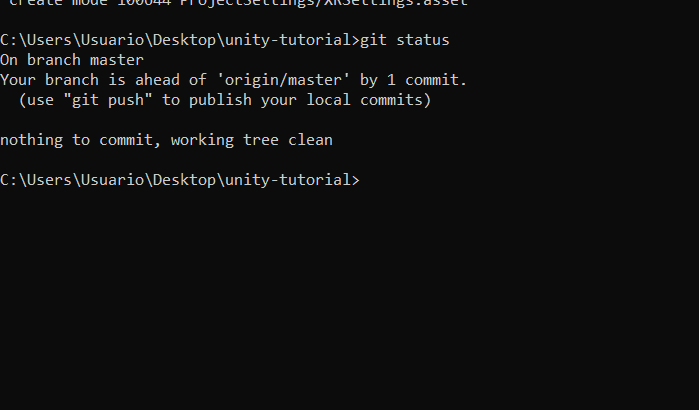 create mode 100644 ProjectSettings/XRSettings.asset
C:\Users\Usuario\Desktop\unity-tutorial>git status
On branch master
Your branch is ahead of 'origin/master' by 1 commit.
  (use "git push" to publish your local commits)
nothing to commit, working tree clean
C:\Users\Usuario\Desktop\unity-tutorial>